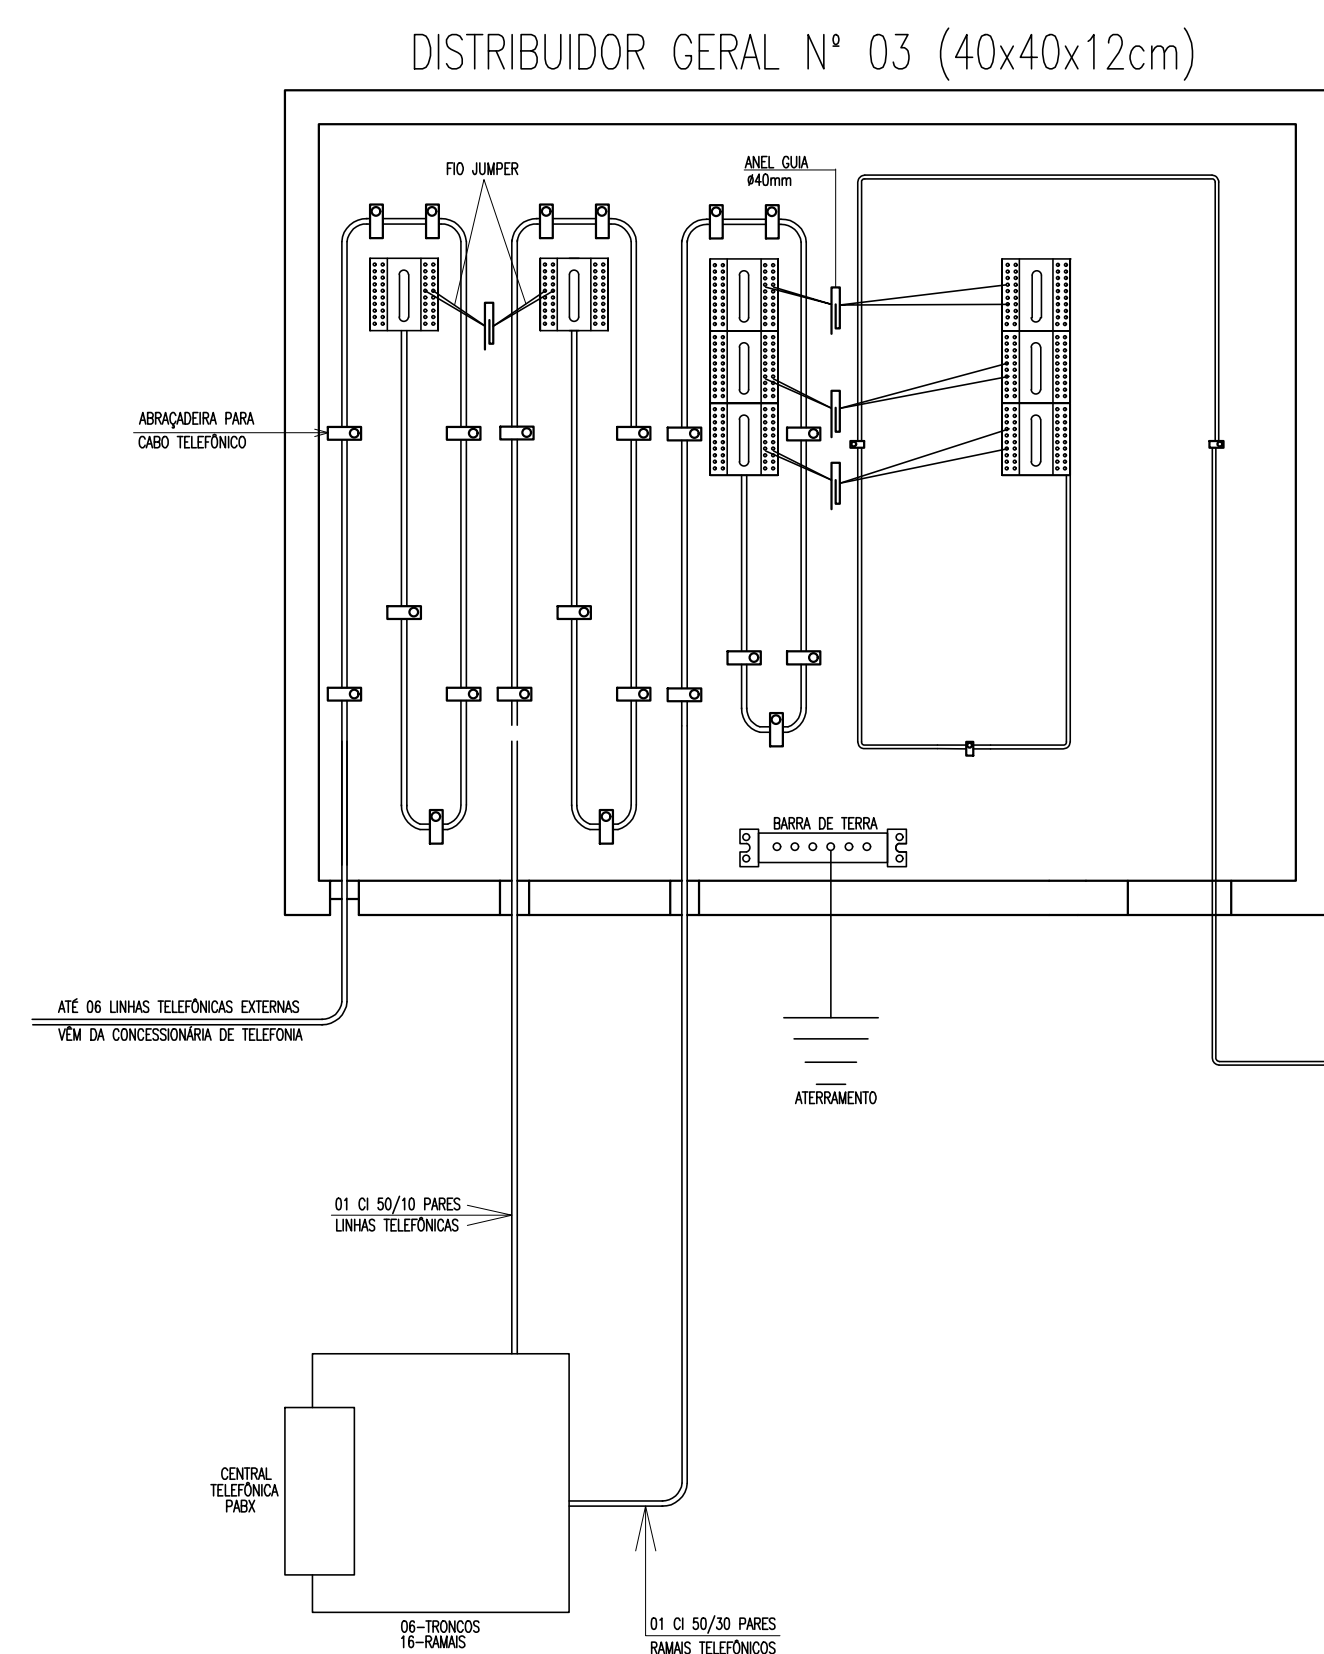 DISTRIBUIDOR GERAL Nº 03 (40x40x12cm)
FIO JUMPER
ANEL GUIA
ø40mm
ABRAÇADEIRA PARA
CABO TELEFÔNICO
BARRA DE TERRA
ATÉ 06 LINHAS TELEFÔNICAS EXTERNAS
VÊM DA CONCESSIONÁRIA DE TELEFONIA
ATERRAMENTO
01 CI 50/10 PARES
LINHAS TELEFÔNICAS
CENTRAL
TELEFÔNICA
PABX
06-TRONCOS
16-RAMAIS
01 CI 50/30 PARES
RAMAIS TELEFÔNICOS